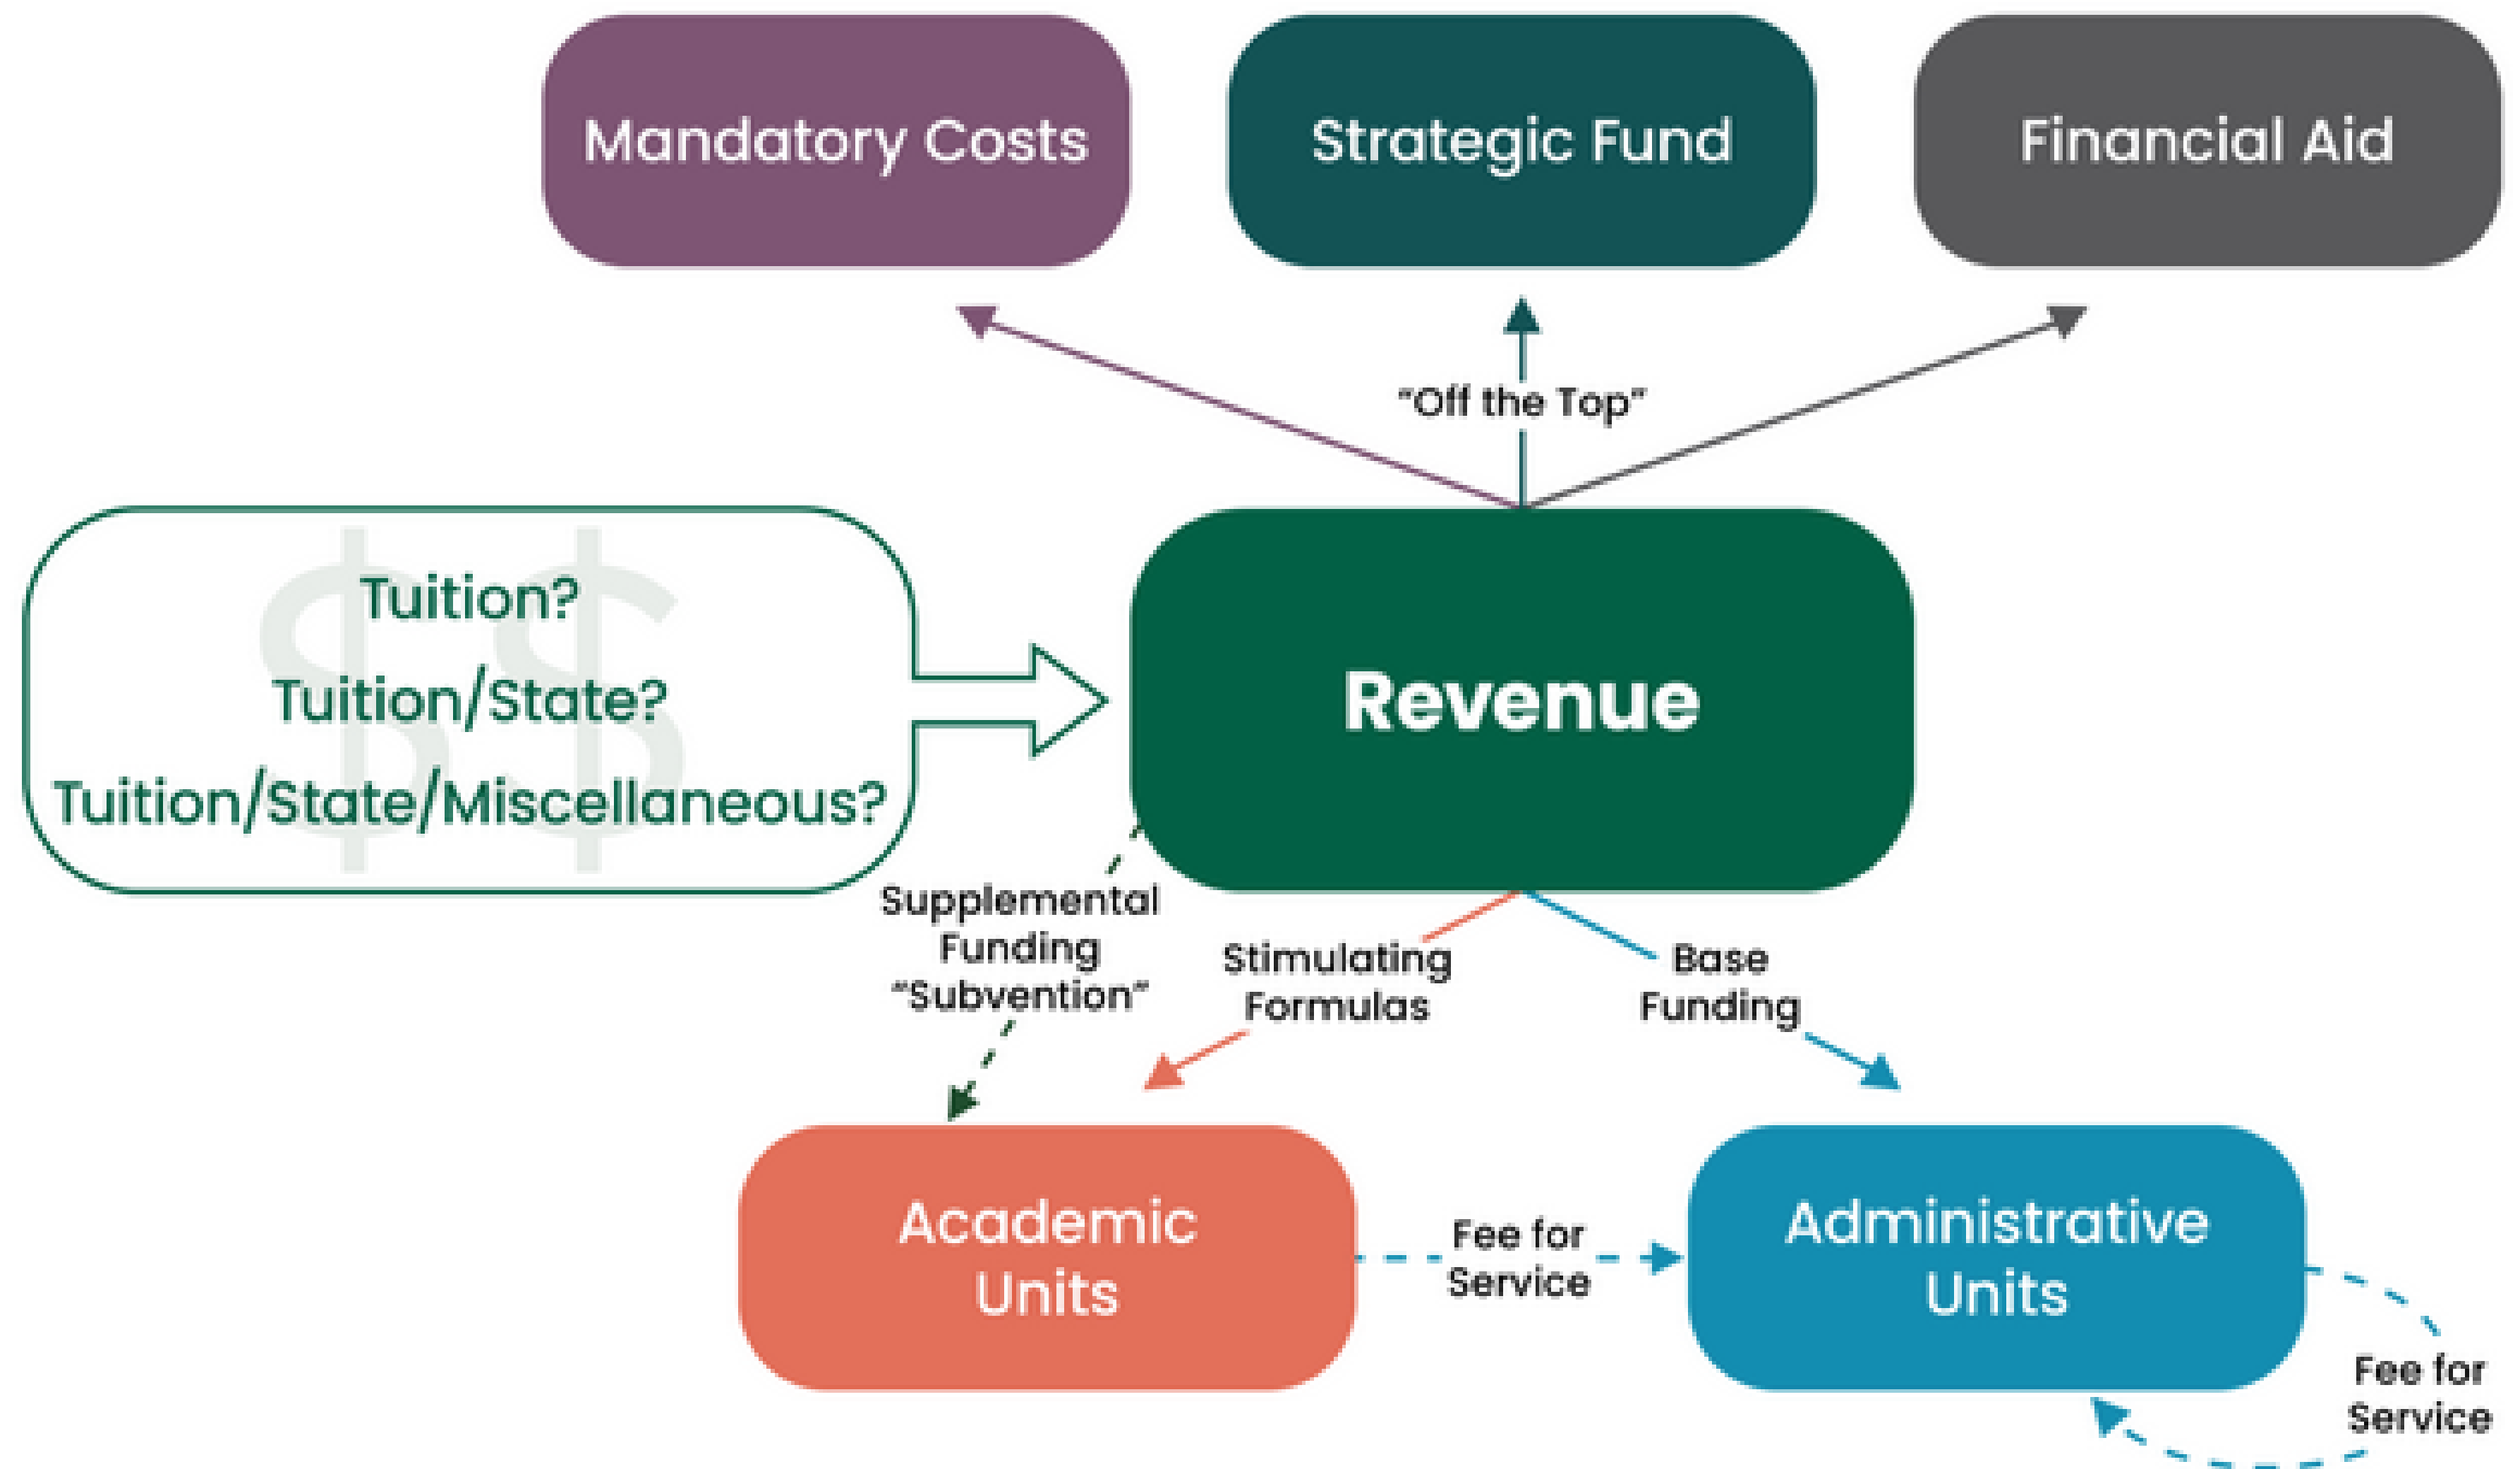 Mandatory Costs
Strategic Fund
Financial Aid
“Off the Top”
Tuition?
Tuition/State?
Tuition/State/Miscellaneous?
$$
Revenue
Supplemental
Funding
“Subvention”
Stimulating
Formulas
Base
Funding
Academic
Units
Fee for
Service
Administrative
Units
Fee for
Service